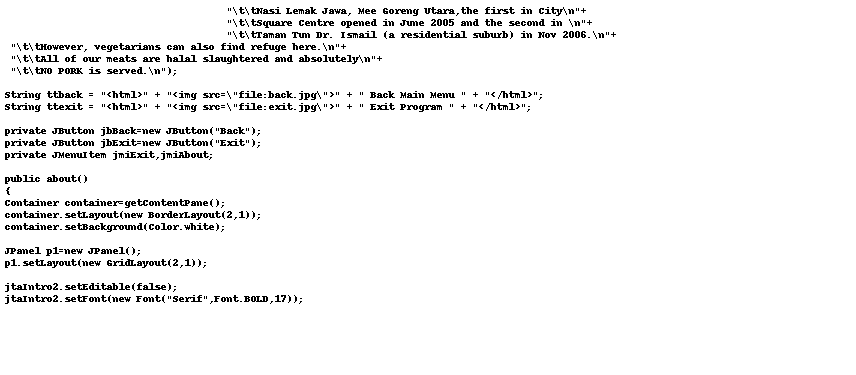 "\t\tNasi Lemak Jawa, Mee Goreng Utara,the first in City\n"+
"\t\tSquare Centre opened in June 2005 and the second in \n"+
"\t\tTaman Tun Dr. Ismail (a residential suburb) in Nov 2006.\n"+
"\t\tHowever, vegetarians can also find refuge here.\n"+
"\t\tAll of our meats are halal slaughtered and absolutely\n"+
"\t\tNO PORK is served.\n");
String ttback = "<html>" + "<img src=\"file:back.jpg\">" + " Back Main Menu " + "</html>";
String ttexit = "<html>" + "<img src=\"file:exit.jpg\">" + " Exit Program " + "</html>";
private JButton jbBack=new JButton("Back");
private JButton jbExit=new JButton("Exit");
private JMenuItem jmiExit,jmiAbout;
public about()
{
Container container=getContentPane();
container.setLayout(new BorderLayout(2,1));
container.setBackground(Color.white);
JPanel p1=new JPanel();
p1.setLayout(new GridLayout(2,1));
jtaIntro2.setEditable(false);
jtaIntro2.setFont(new Font("Serif",Font.BOLD,17));